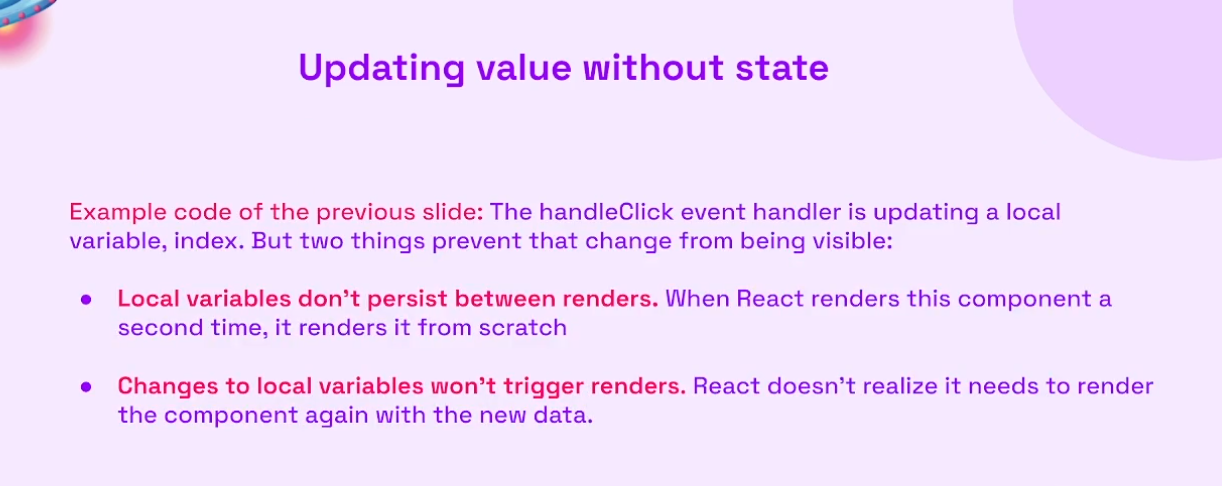 Updating value without state
Example code of the previous slide: The handleClick event handler is updating a local
variable, index. But two things prevent that change from being visible:
● Local variables don't persist between renders. When React renders this component a
second time, it renders it from scratch
● Changes to local variables won't trigger renders. React doesn't realize it needs to render
the component again with the new data.